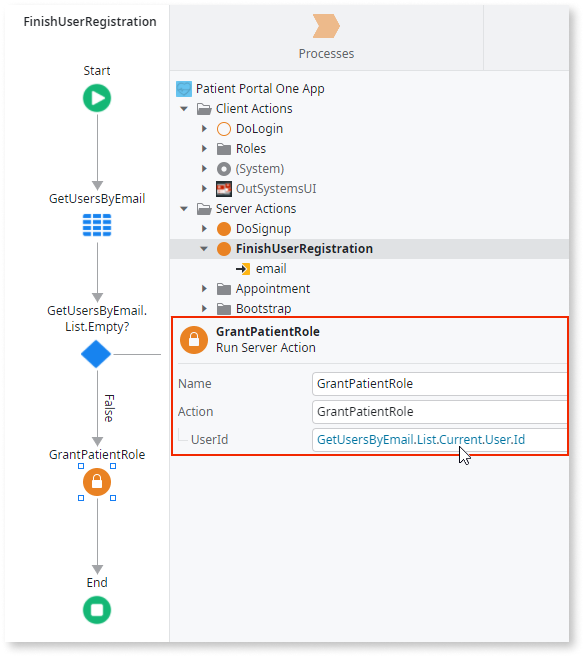 FinishUserRegistration
Start
GetUsersByEmail
GetUsersByEmail.
List.Empty?
False
GrantPatientRole
End
Processes
Patient Portal One App
Client Actions
DoLogin
Roles
(System)
OutSystemsUI
Server Actions
DoSignup
FinishUserRegistration
email
Appointment
Bootstrap
GrantPatientRole
Run Server Action
Name GrantPatientRole
Action GrantPatientRole
UserId GetUsersByEmail.List.Current.User.Id